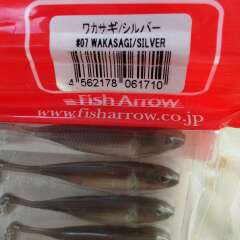 ワカサギ/シルバー
#07 WAKASAGI/SILVER
4 562178 061710
Fish Arrow
www.fisharrow.co.jp